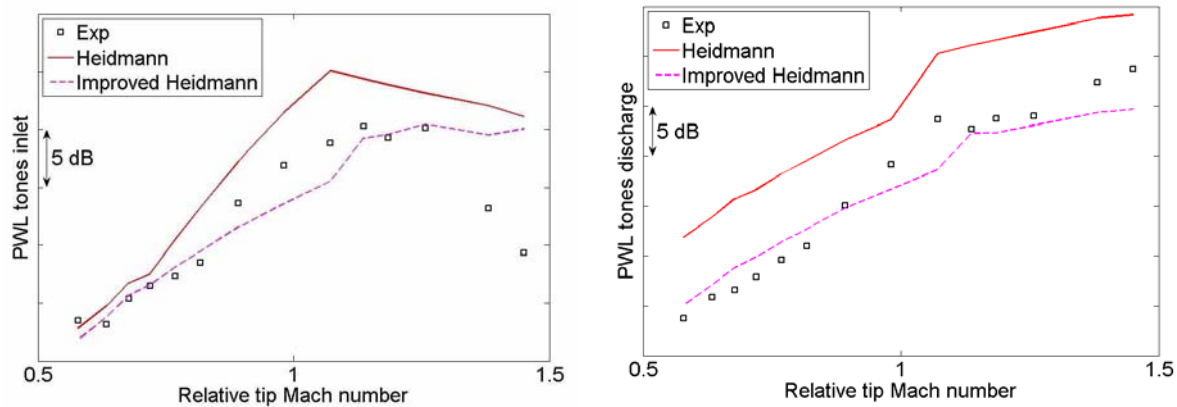 Exp
Heidmann
Improved Heidmann
5 dB
PWL tones inlet
0.5
1
1.5
Relative tip Mach number
Exp
Heidmann
Improved Heidmann
5 dB
PWL tones discharge
0.5
1
1.5
Relative tip Mach number